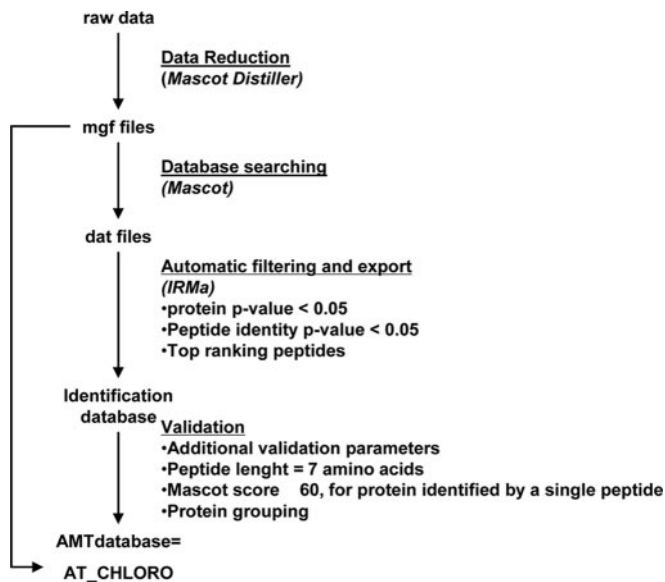 raw data
Data Reduction
(Mascot Distiller)
mgf files
Database searching
(Mascot)
dat files
Automatic filtering and export
(IRMa)
•protein p-value < 0.05
•Peptide identity p-value < 0.05
•Top ranking peptides
Identification
database
Validation
•Additional validation parameters
•Peptide lenght = 7 amino acids
•Mascot score 60, for protein identified by a single peptide
•Protein grouping
AMTdatabase=
AT_CHLORO